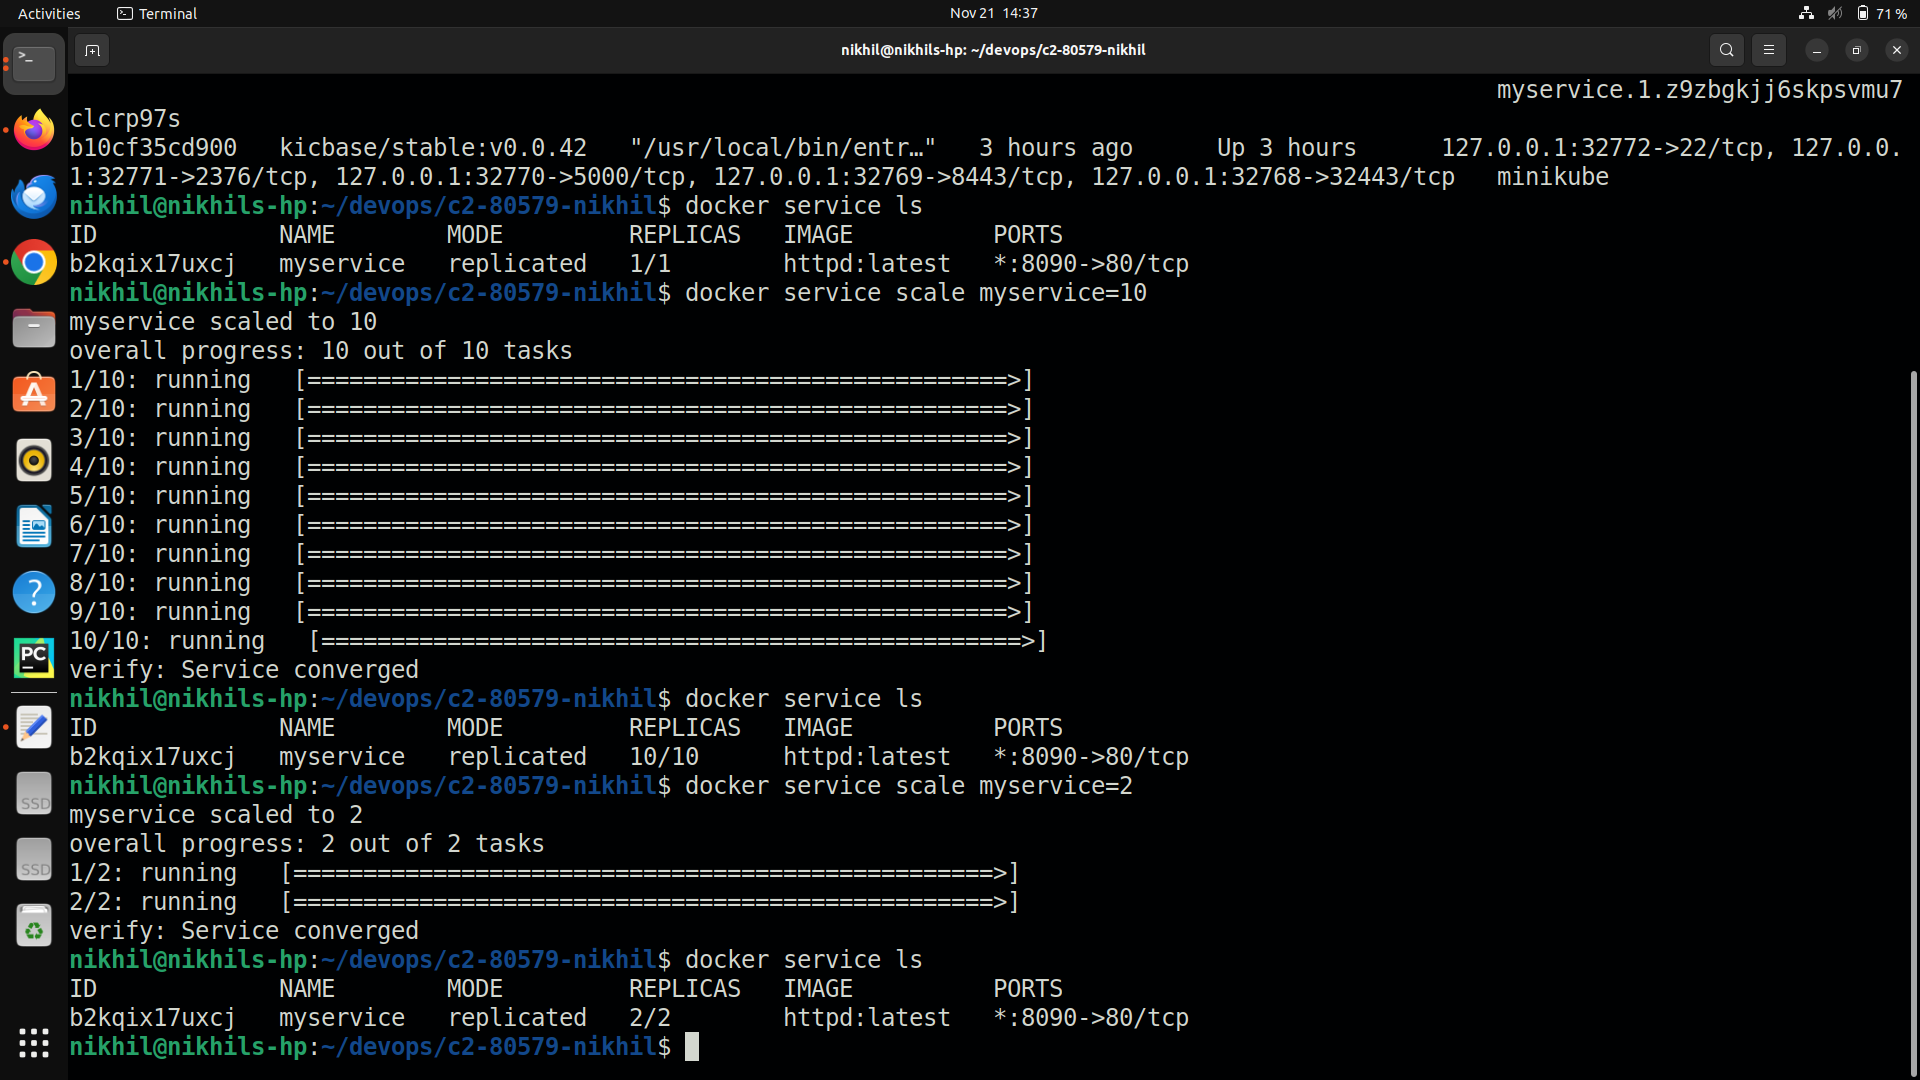 Activities Terminal Nov 21 14:37 71 %
nikhil@nikhils-hp: ~/devops/c2-80579-nikhil
myservice.1.z9zbgkjj6skpsvmu7
clcrp97s
b10cf35cd900 kicbase/stable:v0.0.42 "/usr/local/bin/entr…" 3 hours ago Up 3 hours 127.0.0.1:32772->22/tcp, 127.0.0.
1:32771->2376/tcp, 127.0.0.1:32770->5000/tcp, 127.0.0.1:32769->8443/tcp, 127.0.0.1:32768->32443/tcp minikube
nikhil@nikhils-hp:~/devops/c2-80579-nikhil$ docker service ls
ID NAME MODE REPLICAS IMAGE PORTS
b2kqix17uxcj myservice replicated 1/1 httpd:latest *:8090->80/tcp
nikhil@nikhils-hp:~/devops/c2-80579-nikhil$ docker service scale myservice=10
myservice scaled to 10
overall progress: 10 out of 10 tasks
1/10: running [==================================================>]
2/10: running [==================================================>]
3/10: running [==================================================>]
4/10: running [==================================================>]
5/10: running [==================================================>]
6/10: running [==================================================>]
7/10: running [==================================================>]
8/10: running [==================================================>]
9/10: running [==================================================>]
10/10: running [==================================================>]
verify: Service converged
nikhil@nikhils-hp:~/devops/c2-80579-nikhil$ docker service ls
ID NAME MODE REPLICAS IMAGE PORTS
b2kqix17uxcj myservice replicated 10/10 httpd:latest *:8090->80/tcp
nikhil@nikhils-hp:~/devops/c2-80579-nikhil$ docker service scale myservice=2
myservice scaled to 2
overall progress: 2 out of 2 tasks
1/2: running [==================================================>]
2/2: running [==================================================>]
verify: Service converged
nikhil@nikhils-hp:~/devops/c2-80579-nikhil$ docker service ls
ID NAME MODE REPLICAS IMAGE PORTS
b2kqix17uxcj myservice replicated 2/2 httpd:latest *:8090->80/tcp
nikhil@nikhils-hp:~/devops/c2-80579-nikhil$
PC
SSD
SSD